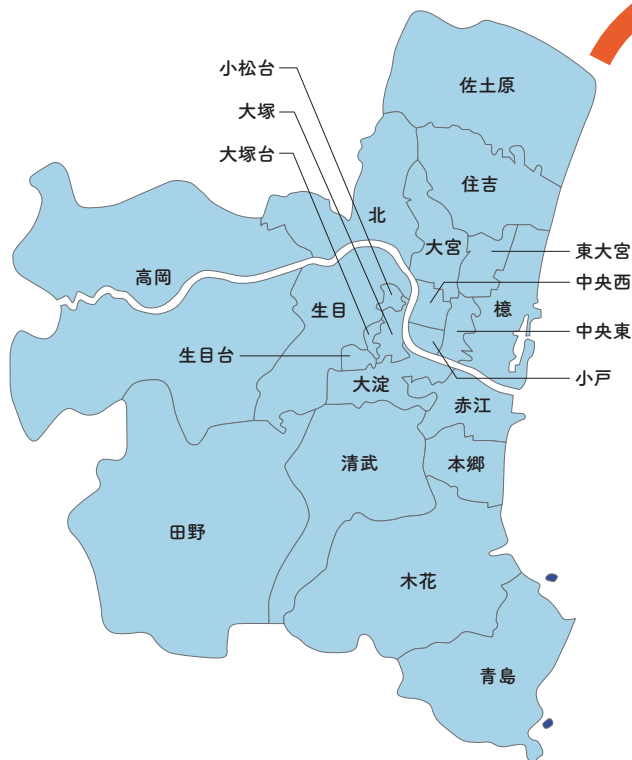 小松台
佐土原
大塚
大塚台
住吉
北
大宮
東大宮
高岡
中央西
生目
檍
中央東
生目台
小戸
大淀
赤江
清武
本郷
田野
木花
青島